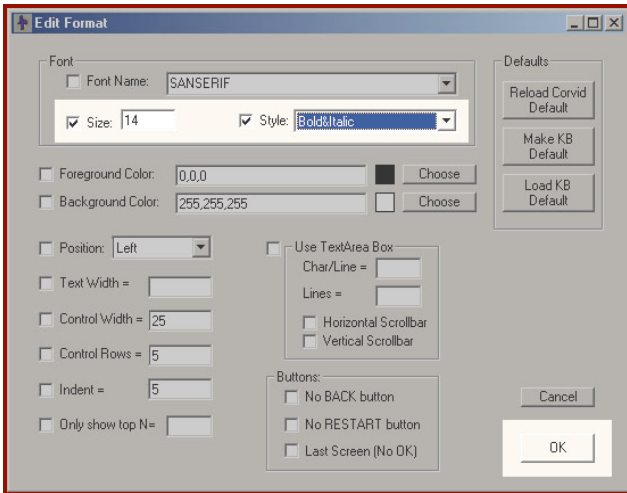 Edit Format
Font
Font Name: SANSERIF
Size: 14 Style: Bold&Italic
Foreground Color: 0,0,0 Choose
Background Color: 255,255,255 Choose
Position: Left
Text Width =
Control Width = 25
Control Rows = 5
Indent = 5
Only show top N=
Use TextArea Box
Char/Line =
Lines =
Horizontal Scrollbar
Vertical Scrollbar
Buttons:
No BACK button
No RESTART button
Last Screen (No OK)
Defaults
Reload Corvid
Default
Make KB
Default
Load KB
Default
Cancel
OK